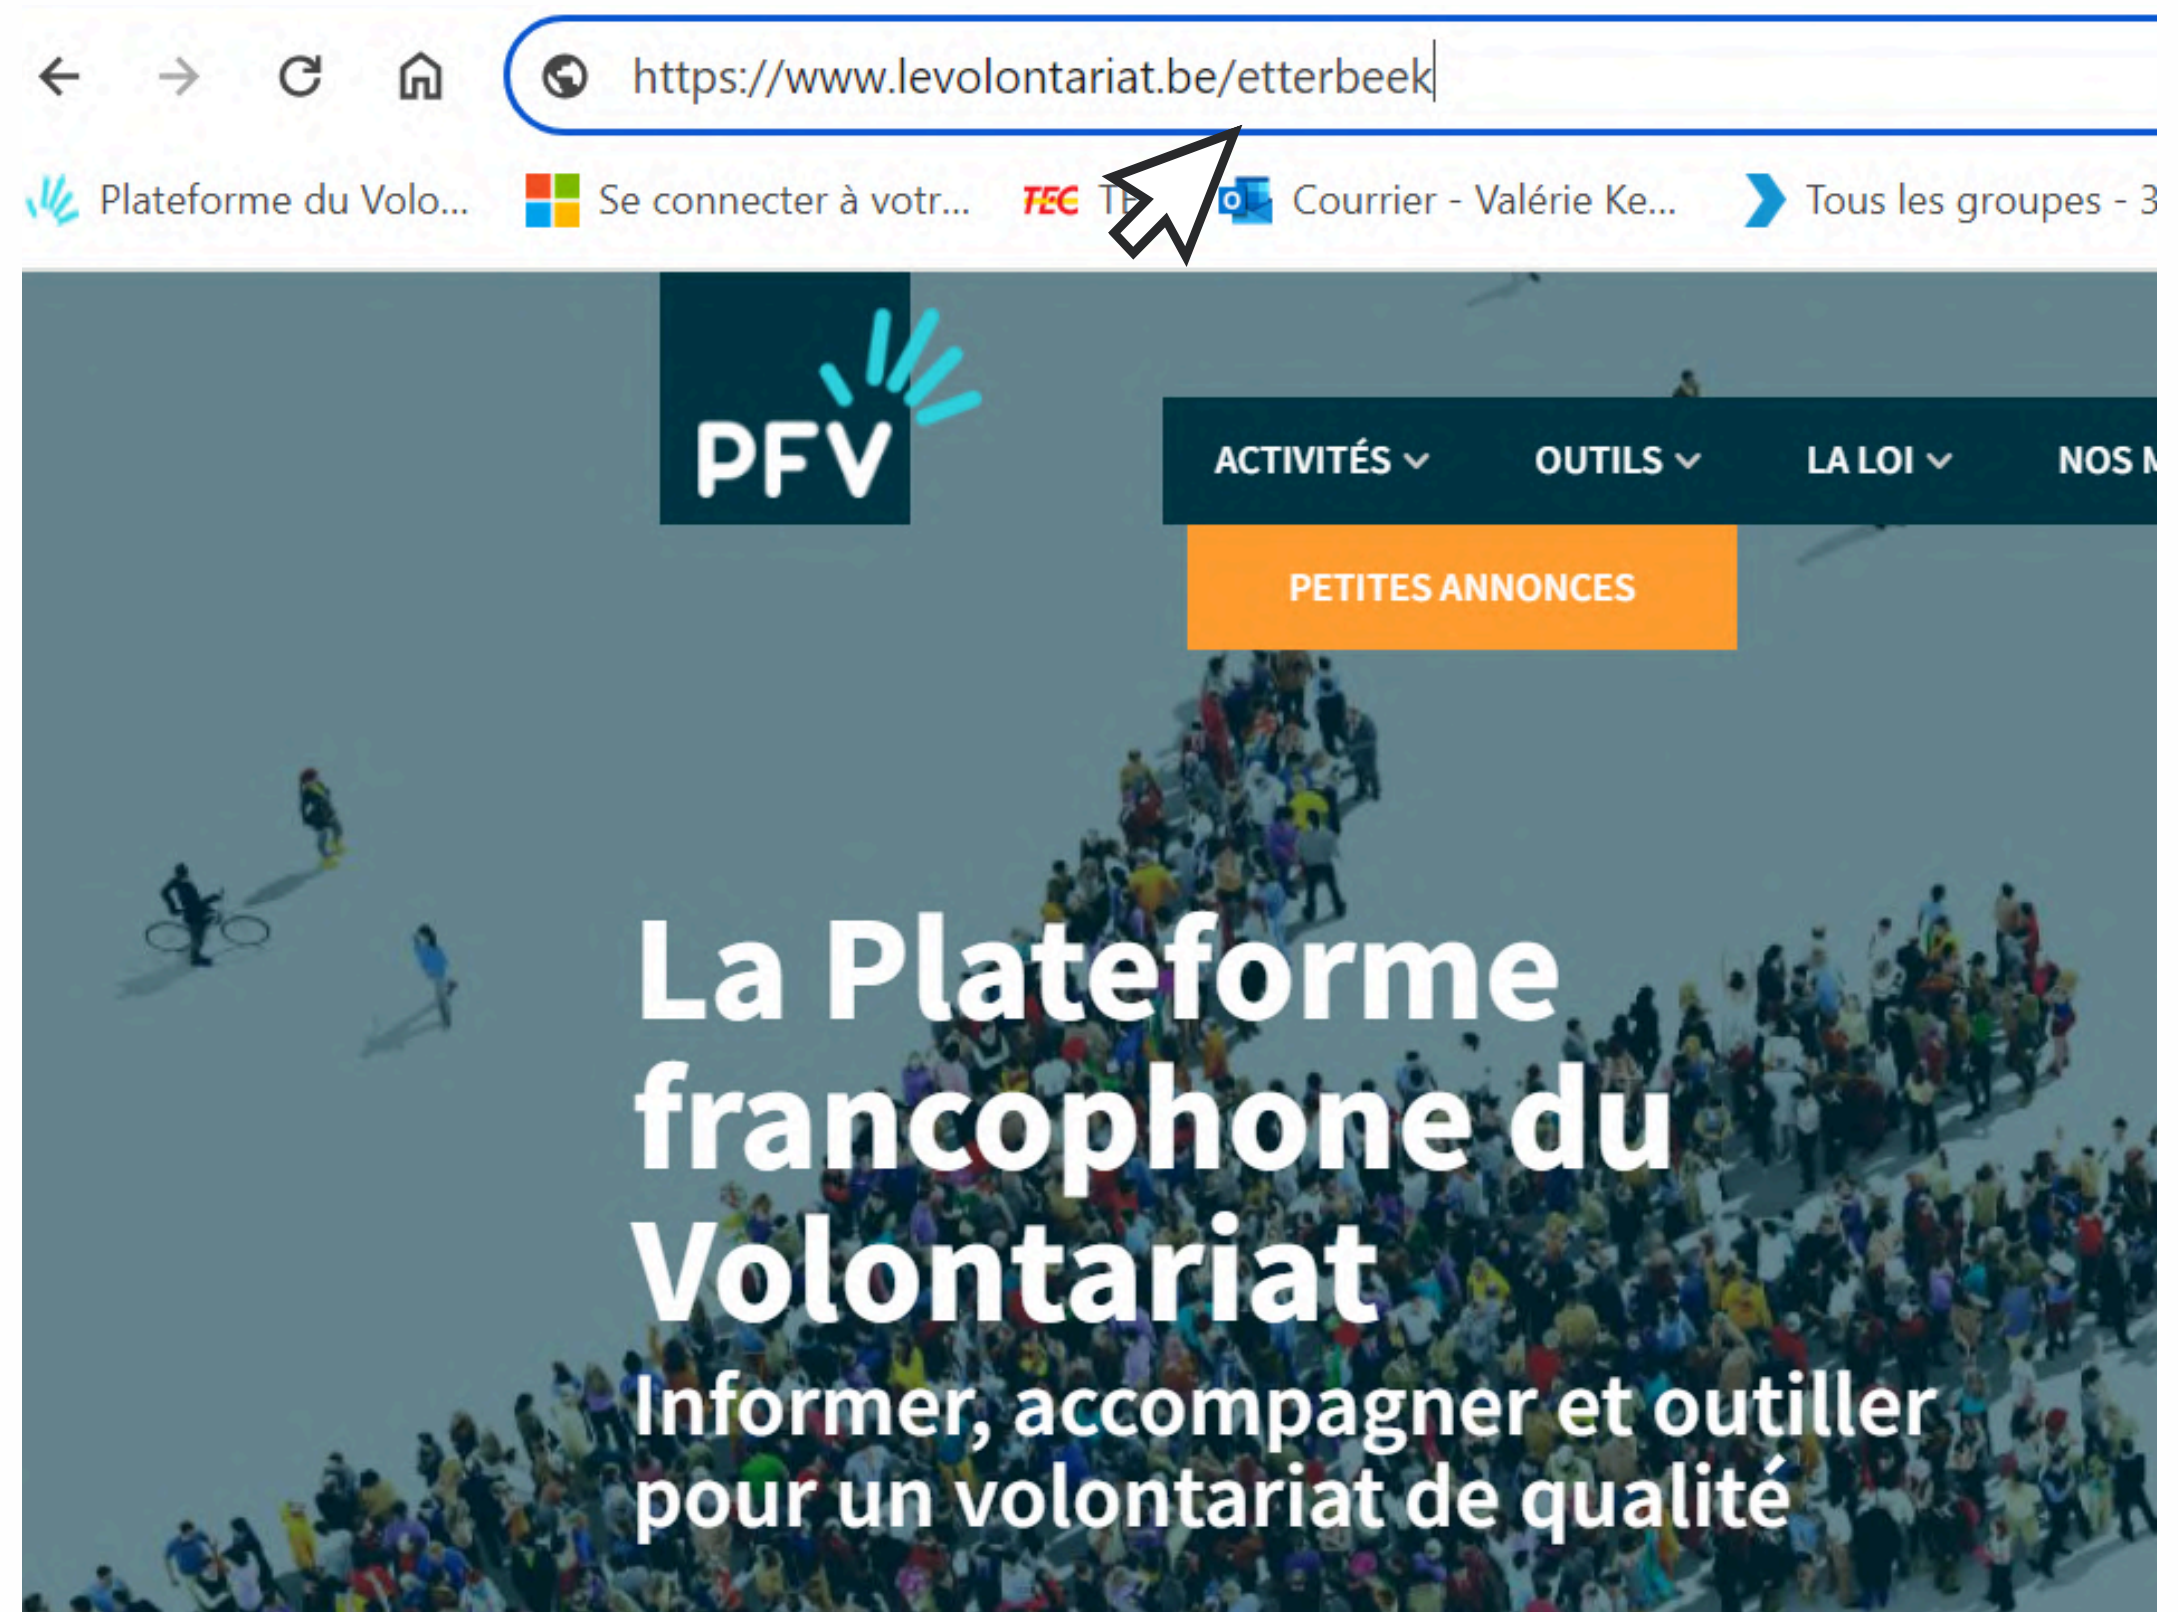 https://www.levolontariat.be/etterbeek
Plateforme du Volo... Se connecter à votr... TEC Courrier - Valérie Ke... Tous les groupes - 3
PFV
ACTIVITÉS OUTILS LA LOI NOS
PETITES ANNONCES
La Plateforme
francophone du
Volontariat
Informer, accompagner et outiller
pour un volontariat de qualité